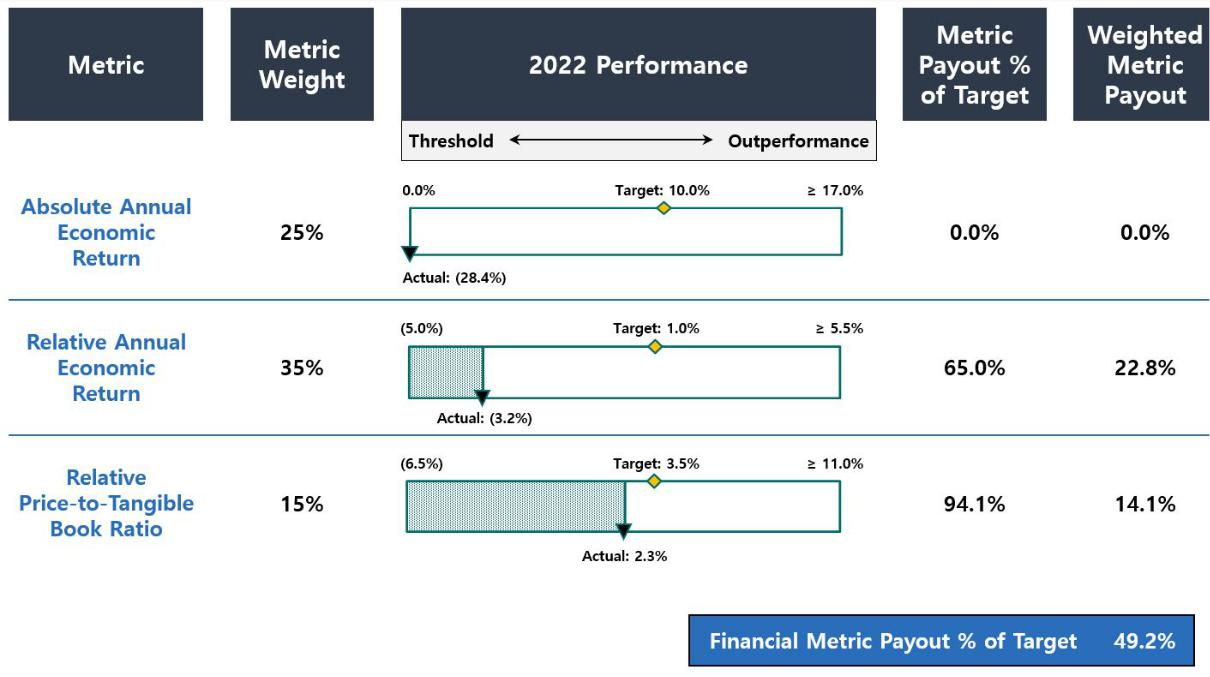 Metric
Metric
Weight
2022 Performance
Metric
Payout %
of Target
Weighted
Metric
Payout
Threshold
Outperformance
Absolute Annual
Economic
Return
25%
0.0%
Target: 10.0%
≥ 17.0%
Actual: (28.4%)
0.0%
0.0%
Relative Annual
Economic
Return
35%
(5.0%)
Target: 1.0%
≥ 5.5%
Actual: (3.2%)
65.0%
22.8%
Relative
Price-to-Tangible
Book Ratio
15%
(6.5%)
Target: 3.5%
≥ 11.0%
Actual: 2.3%
94.1%
14.1%
Financial Metric Payout % of Target 49.2%